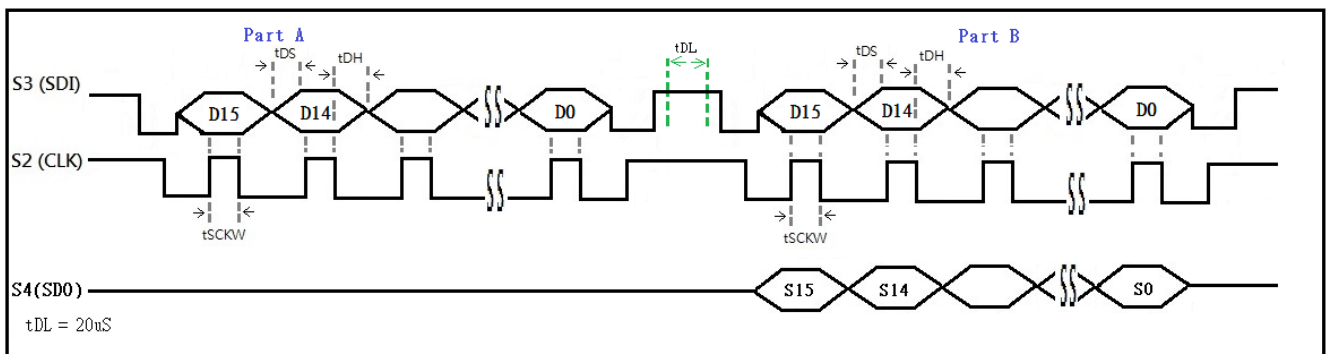 Part A
Part B
tDS
tDH
tDL
tDS
tDH
S3 (SDI)
D15
D14
D0
D15
D14
D0
S2 (CLK)
tSCKW
tSCKW
S4(SDO)
S15
S14
S0
tDL = 20uS